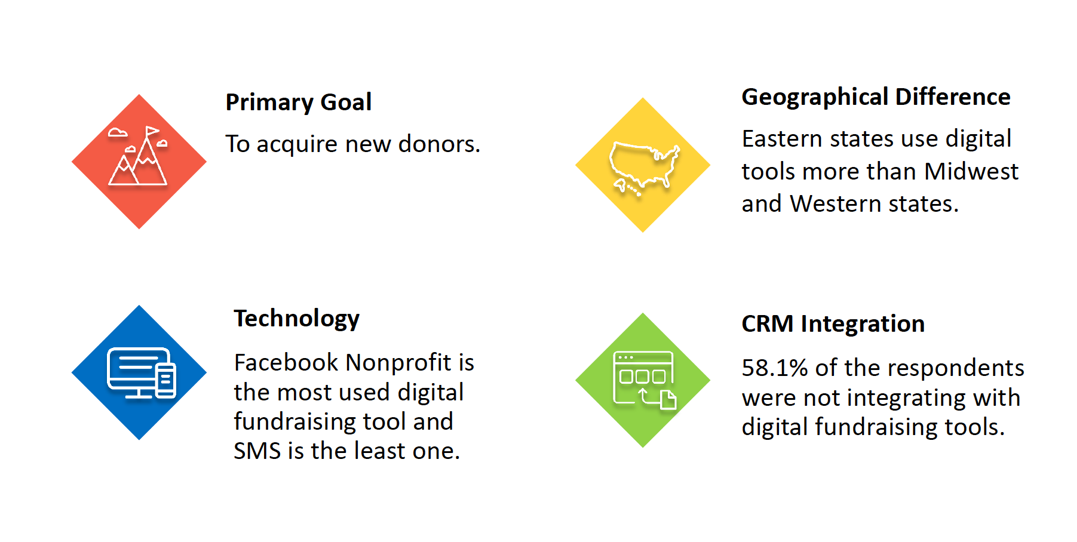 Primary Goal
To acquire new donors.
Geographical Difference
Eastern states use digital
tools more than Midwest
and Western states.
Technology
Facebook Nonprofit is
the most used digital
fundraising tool and
SMS is the least one.
CRM Integration
58.1% of the respondents
were not integrating with
digital fundraising tools.